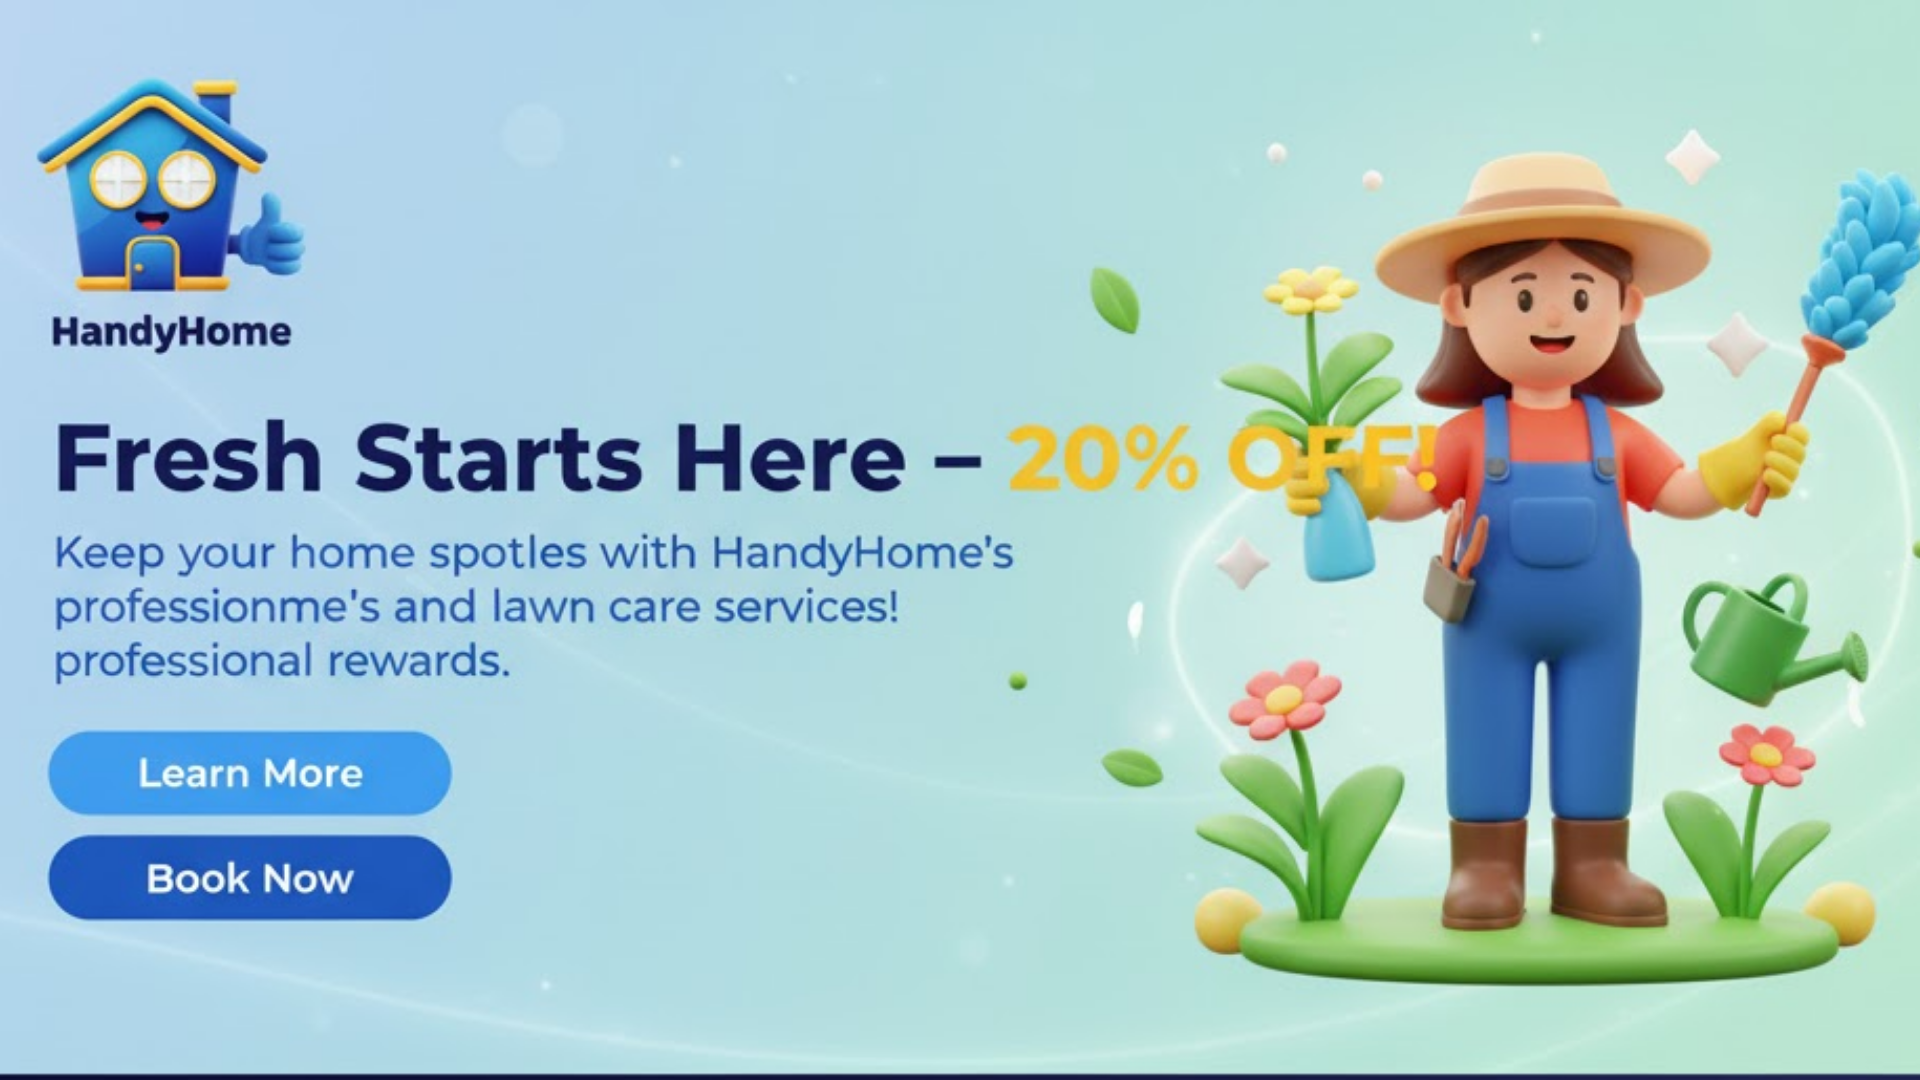 HandyHome
Fresh Starts Here – 20% OFF!
Keep your home spotles with HandyHome's
professionme's and lawn care services!
professional rewards.
Learn More
Book Now